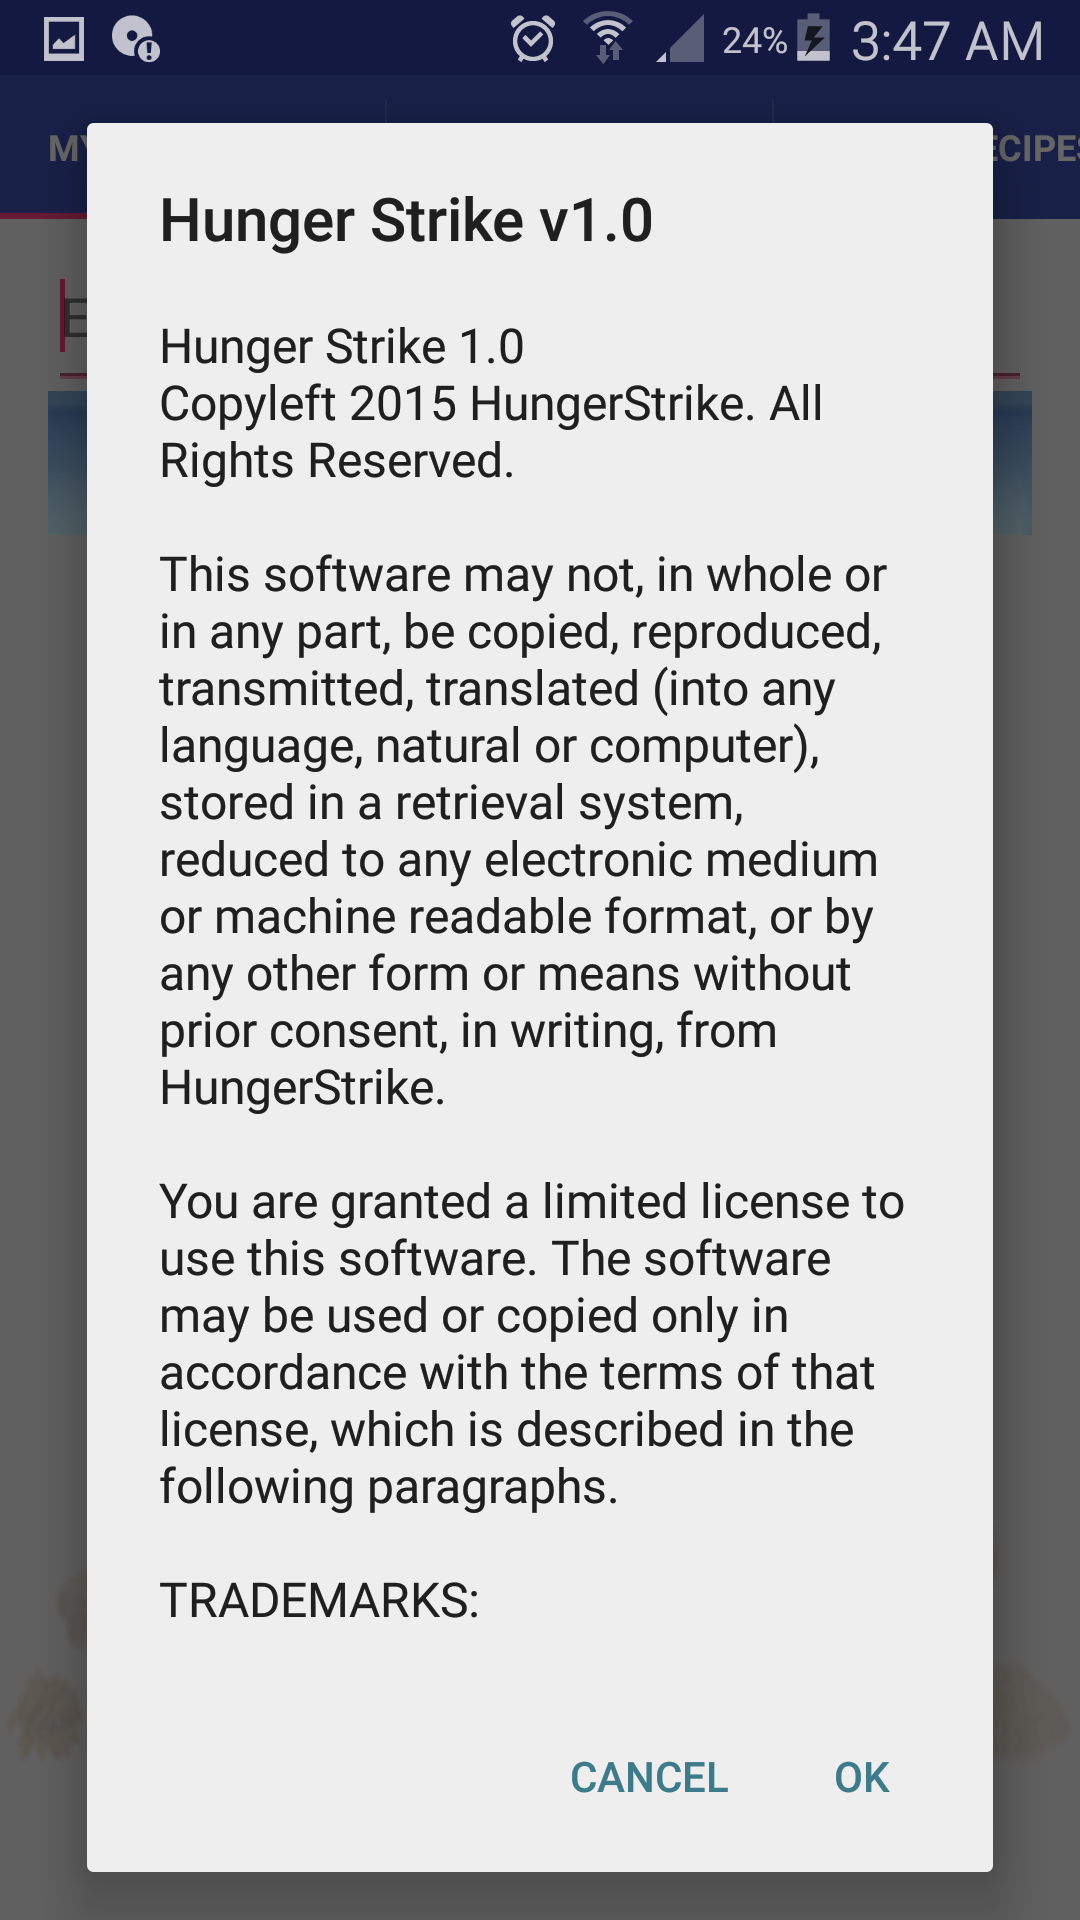 24% 3:47 AM
Hunger Strike v1.0
Hunger Strike 1.0
Copyleft 2015 HungerStrike. All
Rights Reserved.
This software may not, in whole or
in any part, be copied, reproduced,
transmitted, translated (into any
language, natural or computer),
stored in a retrieval system,
reduced to any electronic medium
or machine readable format, or by
any other form or means without
prior consent, in writing, from
HungerStrike.
You are granted a limited license to
use this software. The software
may be used or copied only in
accordance with the terms of that
license, which is described in the
following paragraphs.
TRADEMARKS:
CANCEL OK